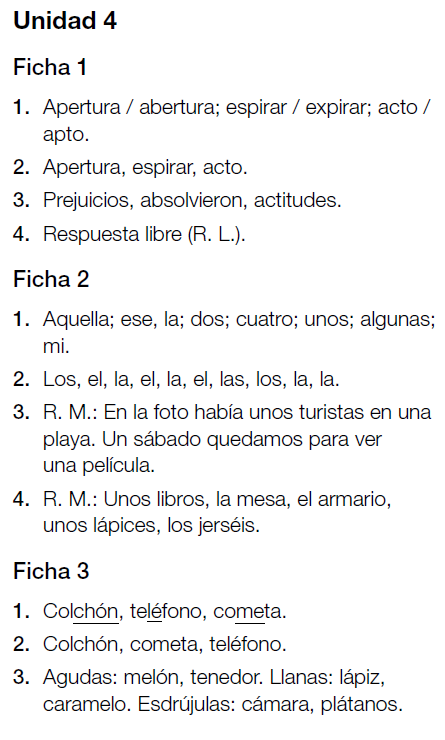 Unidad 4
Ficha 1
1. Apertura / abertura; espirar / expirar; acto /
apto.
2. Apertura, espirar, acto.
3. Prejuicios, absolvieron, actitudes.
4. Respuesta libre (R. L.).
Ficha 2
1. Aquella; ese, la; dos; cuatro; unos; algunas;
mi.
2. Los, el, la, el, la, el, las, los, la, la.
3. R. M.: En la foto había unos turistas en una
playa. Un sábado quedamos para ver
una película.
4. R. M.: Unos libros, la mesa, el armario,
unos lápices, los jerséis.
Ficha 3
1. Colchón, teléfono, cometa.
2. Colchón, cometa, teléfono.
3. Agudas: melón, tenedor. Llanas: lápiz,
caramelo. Esdrújulas: cámara, plátanos.